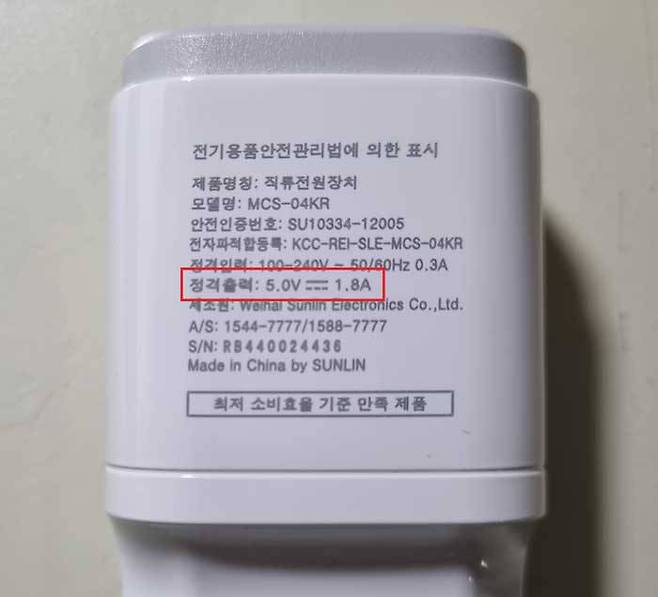 전기용품안전관리법에 의한 표시
제품명칭: 직류전원장치
모델명: MCS-04KR
안전인증번호: SU10334-12005
전자파적합등록: KCC-REI-SLE-MCS-04KR
정격입력: 100-240V ~ 50/60Hz 0.3A
정격출력: 5.0V ⎓ 1.8A
제조원: Weihai Sunlin Electronics Co.,Ltd.
A/S: 1544-7777/1588-7777
S/N: RB440024436
Made in China by SUNLIN
최저 소비효율 기준 만족 제품